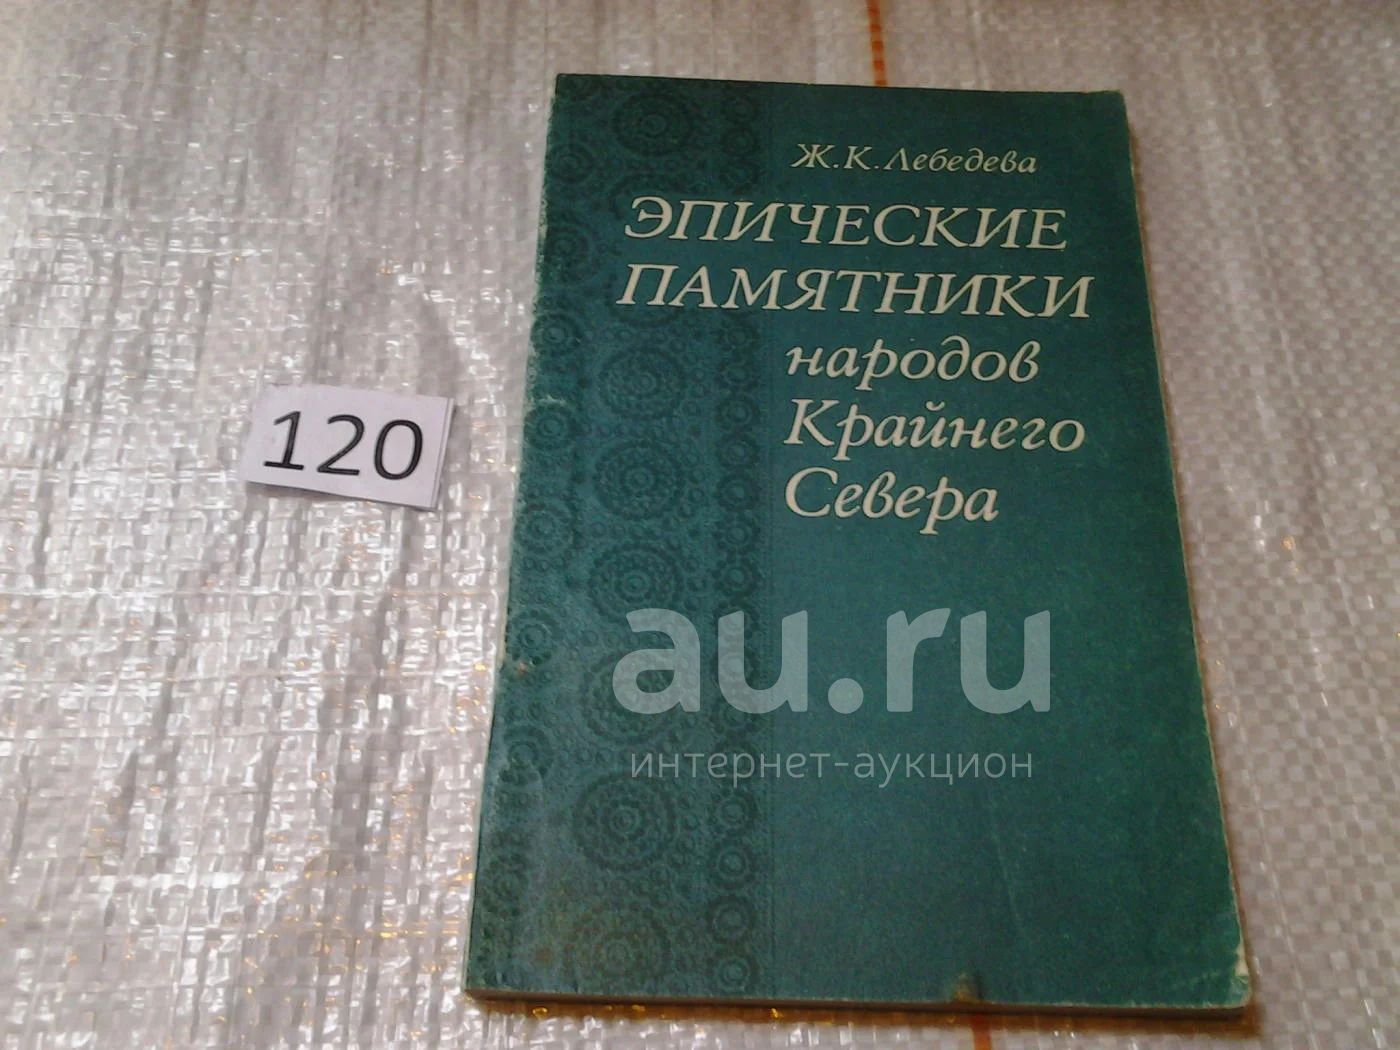 Ж.К.Лебедева
ЭПИЧЕСКИЕ
ПАМЯТНИКИ
народов
Крайнего
Севера
120
au.ru
интернет-аукцион